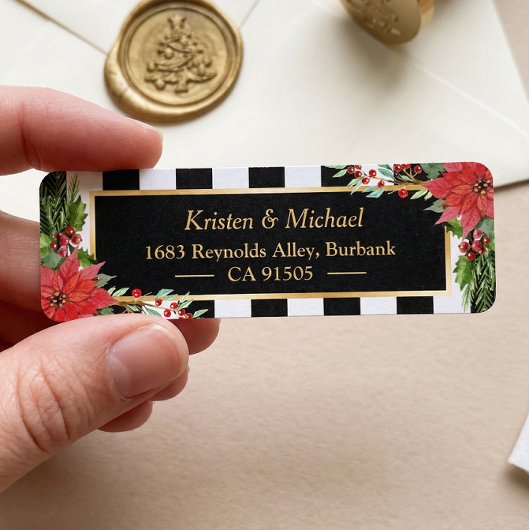 Kristen & Michael
1683 Reynolds Alley, Burbank
CA 91505